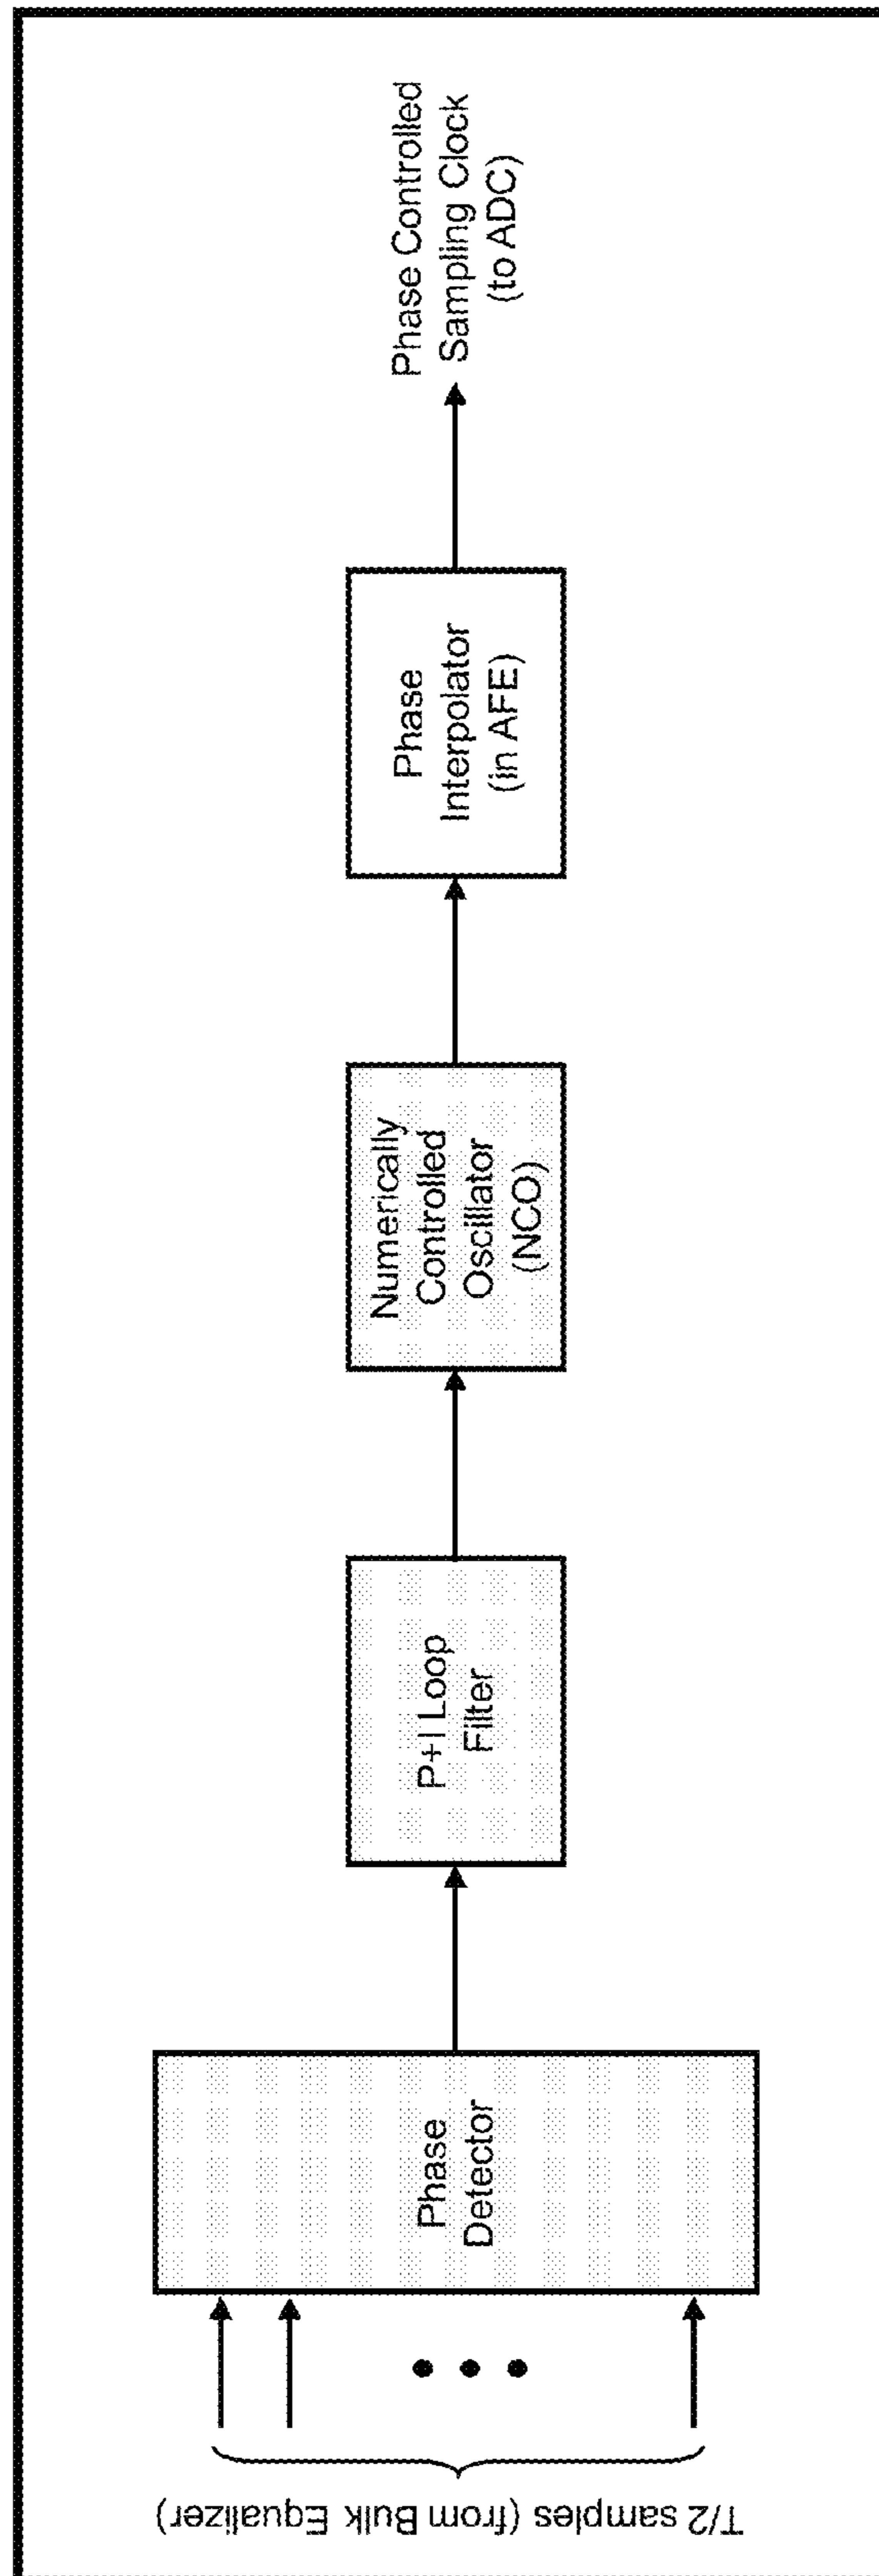 T/2 samples (from Bulk Equalizer)
Phase
Detector
P+I Loop
Filter
Numerically
Controlled
Oscillator
(NCO)
Phase
Interpolator
(in AFE)
Phase Controlled
Sampling Clock
(to ADC)